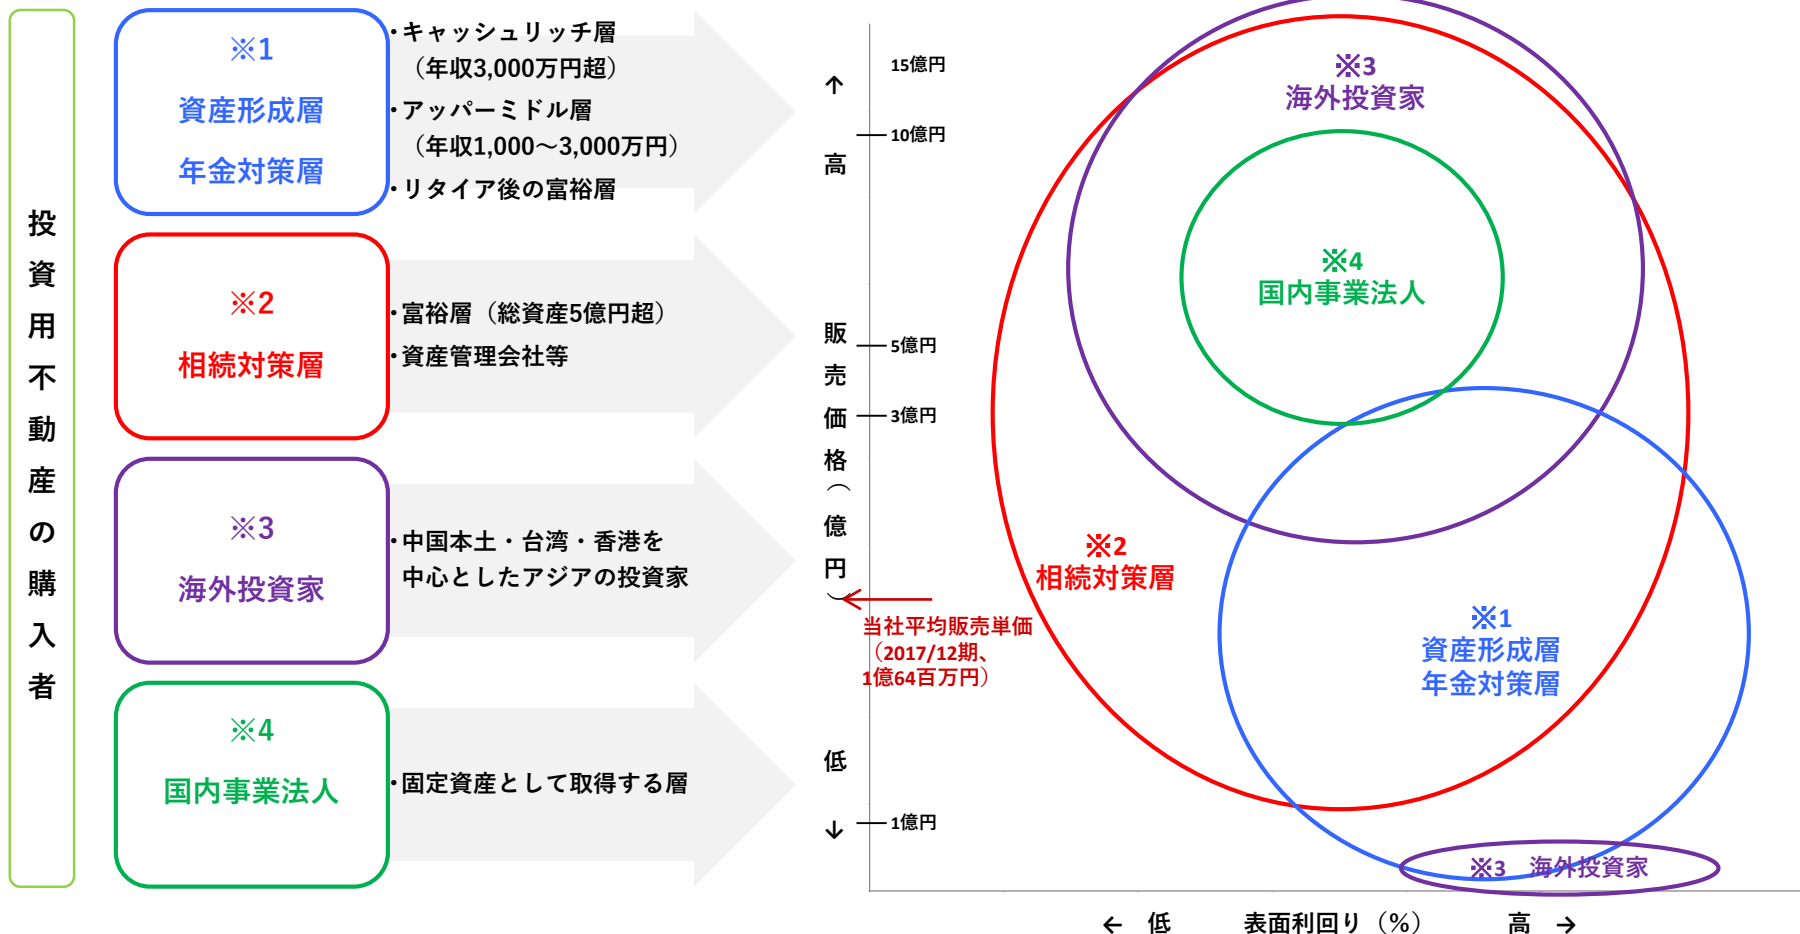 投資用不動産の購入者
※1
資産形成層
年金対策層
・キャッシュリッチ層
（年収3,000万円超）
・アッパーミドル層
（年収1,000～3,000万円）
・リタイア後の富裕層
※2
相続対策層
・富裕層（総資産5億円超）
・資産管理会社等
※3
海外投資家
・中国本土・台湾・香港を
中心としたアジアの投資家
※4
国内事業法人
・固定資産として取得する層
↑
高
販売価格（億円）
低
↓
15億円
10億円
5億円
3億円
1億円
当社平均販売単価
（2017/12期、
1億64百万円）
※3
海外投資家
※4
国内事業法人
※2
相続対策層
※1
資産形成層
年金対策層
※3 海外投資家
← 低 表面利回り（%） 高 →